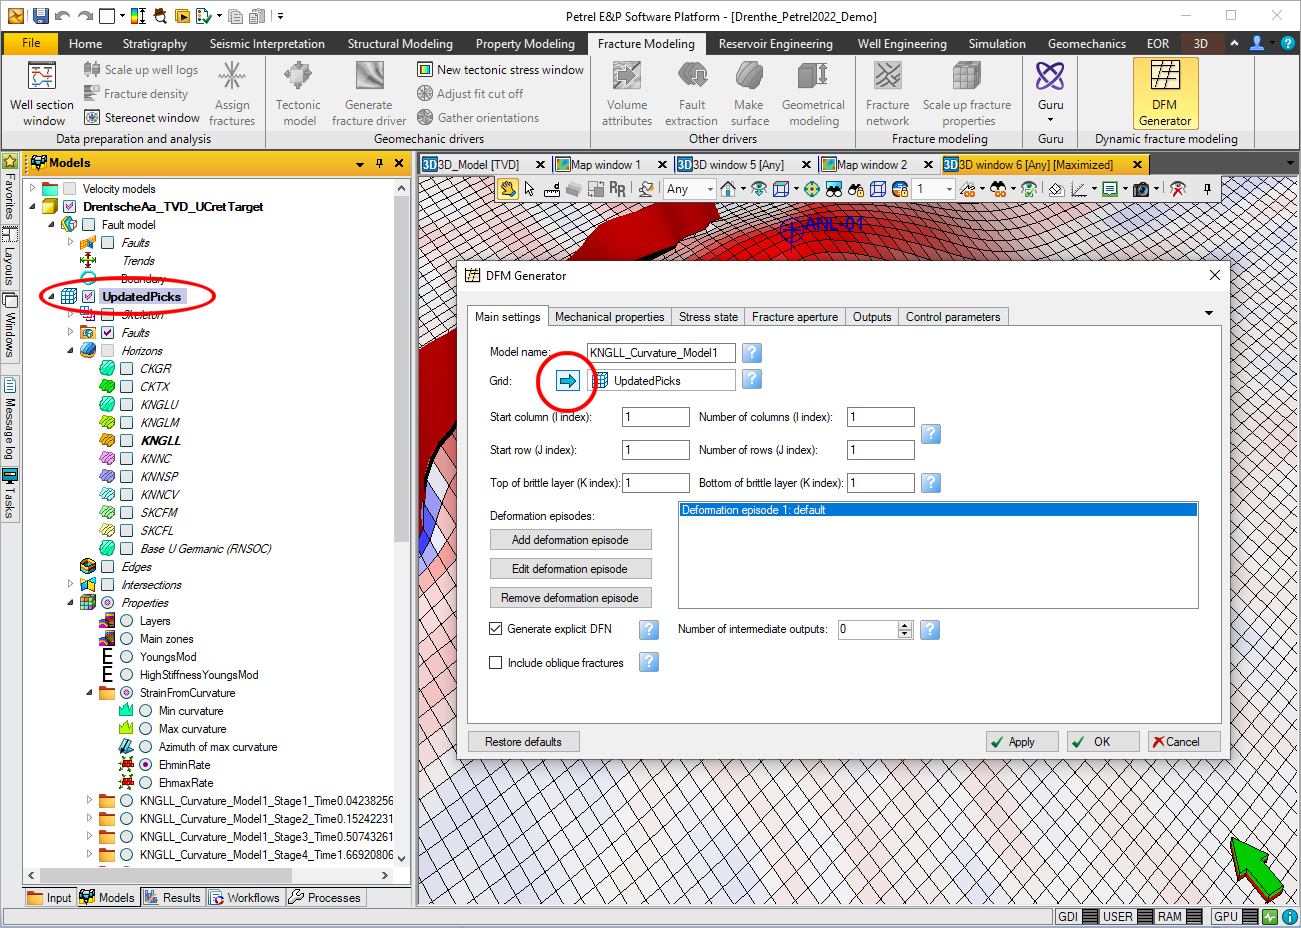 Petrel E&P Software Platform - [Drenthe_Petrel2022_Demo]
File Home Stratigraphy Seismic Interpretation Structural Modeling Property Modeling Fracture Modeling Reservoir Engineering Well Engineering Simulation Geomechanics EOR 3D
Well section window
Scale up well logs
Fracture density
Stereonet window
Assign fractures
Data preparation and analysis
Tectonic model
Generate fracture driver
New tectonic stress window
Adjust fit cut off
Gather orientations
Geomechanic drivers
Volume attributes
Fault extraction
Make surface
Geometrical modeling
Other drivers
Fracture network
Scale up fracture properties
Fracture modeling
Guru
Guru
DFM Generator
Dynamic fracture modeling
Favorites
Layouts
Windows
Message log
Tasks
Models
Velocity models
DrentscheAa_TVD_UCretTarget
Fault model
Faults
Trends
Boundary
UpdatedPicks
Skeleton
Faults
Horizons
CKGR
CKTX
KNGLU
KNGLM
KNGLL
KNNC
KNNSP
KNNCV
SKCFM
SKCFL
Base U Germanic (RNSOC)
Edges
Intersections
Properties
Layers
Main zones
YoungsMod
HighStiffnessYoungsMod
StrainFromCurvature
Min curvature
Max curvature
Azimuth of max curvature
EhminRate
EhmaxRate
KNGLL_Curvature_Model1_Stage1_Time0.04238256
KNGLL_Curvature_Model1_Stage2_Time0.15242231
KNGLL_Curvature_Model1_Stage3_Time0.50743261
KNGLL_Curvature_Model1_Stage4_Time1.66920806
Input Models Results Workflows Processes
3D 3D_Model [TVD] Map window 1 3D 3D window 5 [Any] Map window 2 3D 3D window 6 [Any] [Maximized]
Any 1
ANL-01
DFM Generator
Main settings Mechanical properties Stress state Fracture aperture Outputs Control parameters
Model name: KNGLL_Curvature_Model1 ?
Grid: UpdatedPicks ?
Start column (I index): 1 Number of columns (I index): 1
?
Start row (J index): 1 Number of rows (J index): 1
Top of brittle layer (K index): 1 Bottom of brittle layer (K index): 1 ?
Deformation episodes:
Deformation episode 1: default
Add deformation episode
Edit deformation episode
Remove deformation episode
Generate explicit DFN ? Number of intermediate outputs: 0 ?
Include oblique fractures ?
Restore defaults Apply OK Cancel
GDI USER RAM GPU